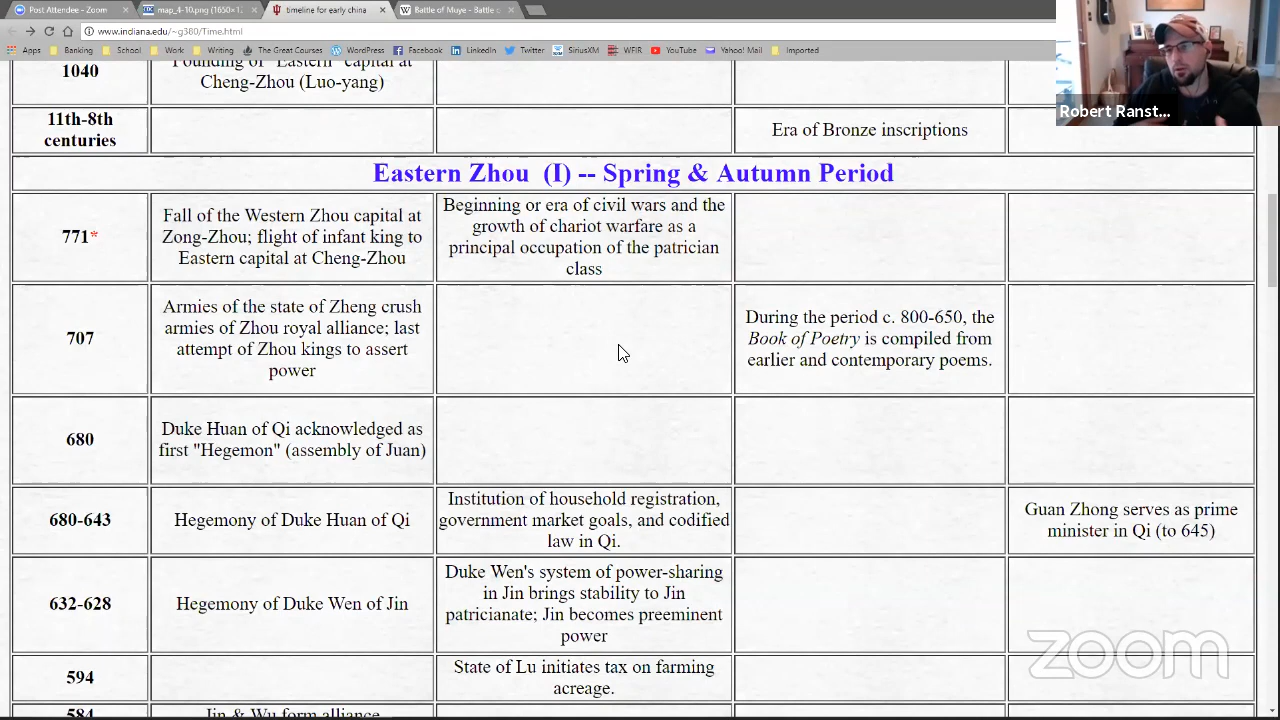 Post Attendee - Zoom
map_4-10.png (1650×12
timeline for early china
Battle of Muye - Battle o
www.indiana.edu/~g380/Time.html
Apps Banking School Work Writing The Great Courses Wordpress Facebook LinkedIn Twitter SiriusXM WFIR YouTube Yahoo! Mail Imported
Robert Ranst...
1040
Founding of "Eastern" capital at
Cheng-Zhou (Luo-yang)
11th-8th
centuries
Era of Bronze inscriptions
Eastern Zhou (I) -- Spring & Autumn Period
771*
Fall of the Western Zhou capital at
Zong-Zhou; flight of infant king to
Eastern capital at Cheng-Zhou
Beginning or era of civil wars and the
growth of chariot warfare as a
principal occupation of the patrician
class
707
Armies of the state of Zheng crush
armies of Zhou royal alliance; last
attempt of Zhou kings to assert
power
During the period c. 800-650, the
Book of Poetry is compiled from
earlier and contemporary poems.
680
Duke Huan of Qi acknowledged as
first "Hegemon" (assembly of Juan)
680-643
Hegemony of Duke Huan of Qi
Institution of household registration,
government market goals, and codified
law in Qi.
Guan Zhong serves as prime
minister in Qi (to 645)
632-628
Hegemony of Duke Wen of Jin
Duke Wen's system of power-sharing
in Jin brings stability to Jin
patricianate; Jin becomes preeminent
power
594
State of Lu initiates tax on farming
acreage.
584
Jin & Wu form alliance
zoom